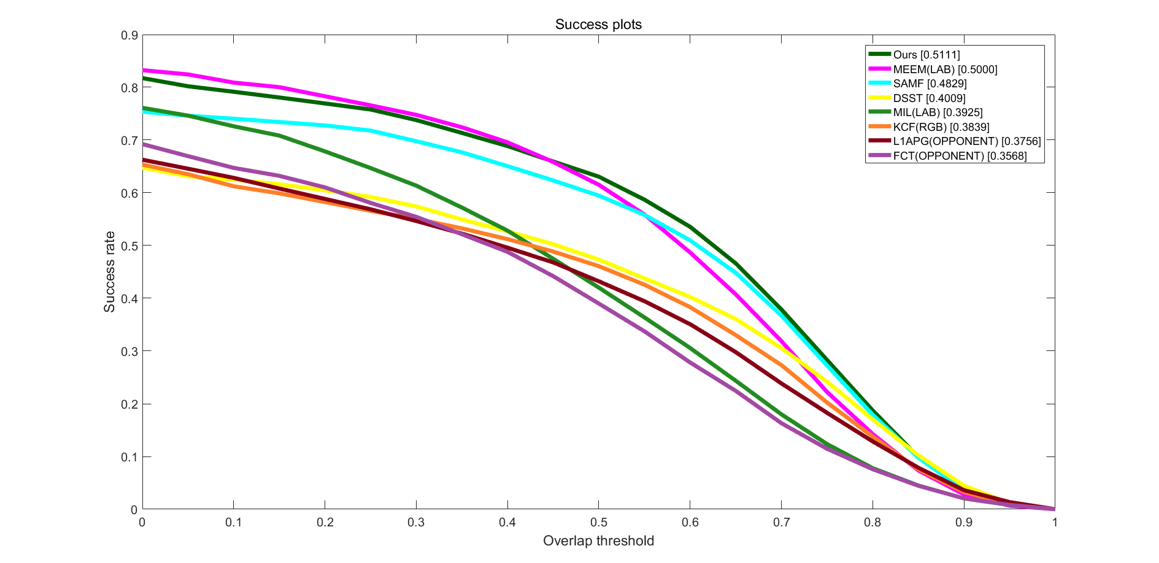 Success plots
0.9
0.8
0.7
0.6
0.5
0.4
0.3
0.2
0.1
0
Success rate
Ours [0.5111]
MEEM(LAB) [0.5000]
SAMF [0.4829]
DSST [0.4009]
MIL(LAB) [0.3925]
KCF(RGB) [0.3839]
L1APG(OPPONENT) [0.3756]
FCT(OPPONENT) [0.3568]
0 0.1 0.2 0.3 0.4 0.5 0.6 0.7 0.8 0.9 1
Overlap threshold